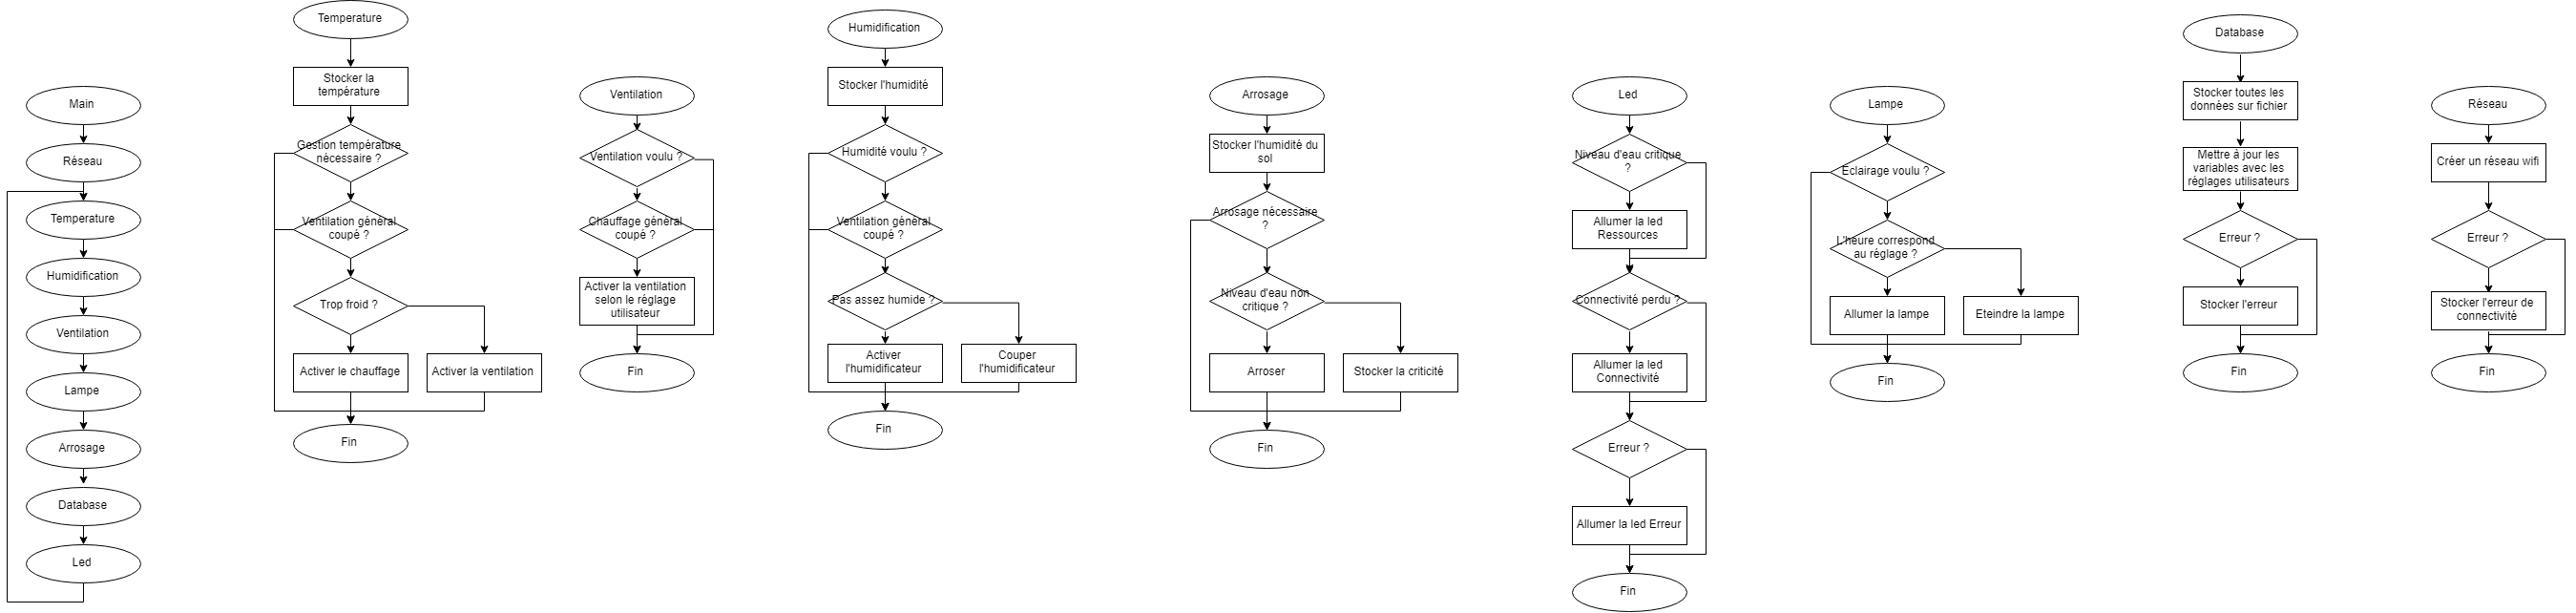 Main
Réseau
Temperature
Humidification
Ventilation
Lampe
Arrosage
Database
Led
Temperature
Stocker la
température
Gestion température
nécessaire ?
Ventilation général
coupé ?
Trop froid ?
Activer le chauffage
Activer la ventilation
Fin
Ventilation
Ventilation voulu ?
Chauffage général
coupé ?
Activer la ventilation
selon le réglage
utilisateur
Fin
Humidification
Stocker l'humidité
Humidité voulu ?
Ventilation général
coupé ?
Pas assez humide ?
Activer
l'humidificateur
Couper
l'humidificateur
Fin
Arrosage
Stocker l'humidité du
sol
Arrosage nécessaire
?
Niveau d'eau non
critique ?
Arroser
Stocker la criticité
Fin
Led
Niveau d'eau critique
?
Allumer la led
Ressources
Connectivité perdu ?
Allumer la led
Connectivité
Erreur ?
Allumer la led Erreur
Fin
Lampe
Eclairage voulu ?
L'heure correspond
au réglage ?
Allumer la lampe
Eteindre la lampe
Fin
Database
Stocker toutes les
données sur fichier
Mettre à jour les
variables avec les
réglages utilisateurs
Erreur ?
Stocker l'erreur
Fin
Réseau
Créer un réseau wifi
Erreur ?
Stocker l'erreur de
connectivité
Fin